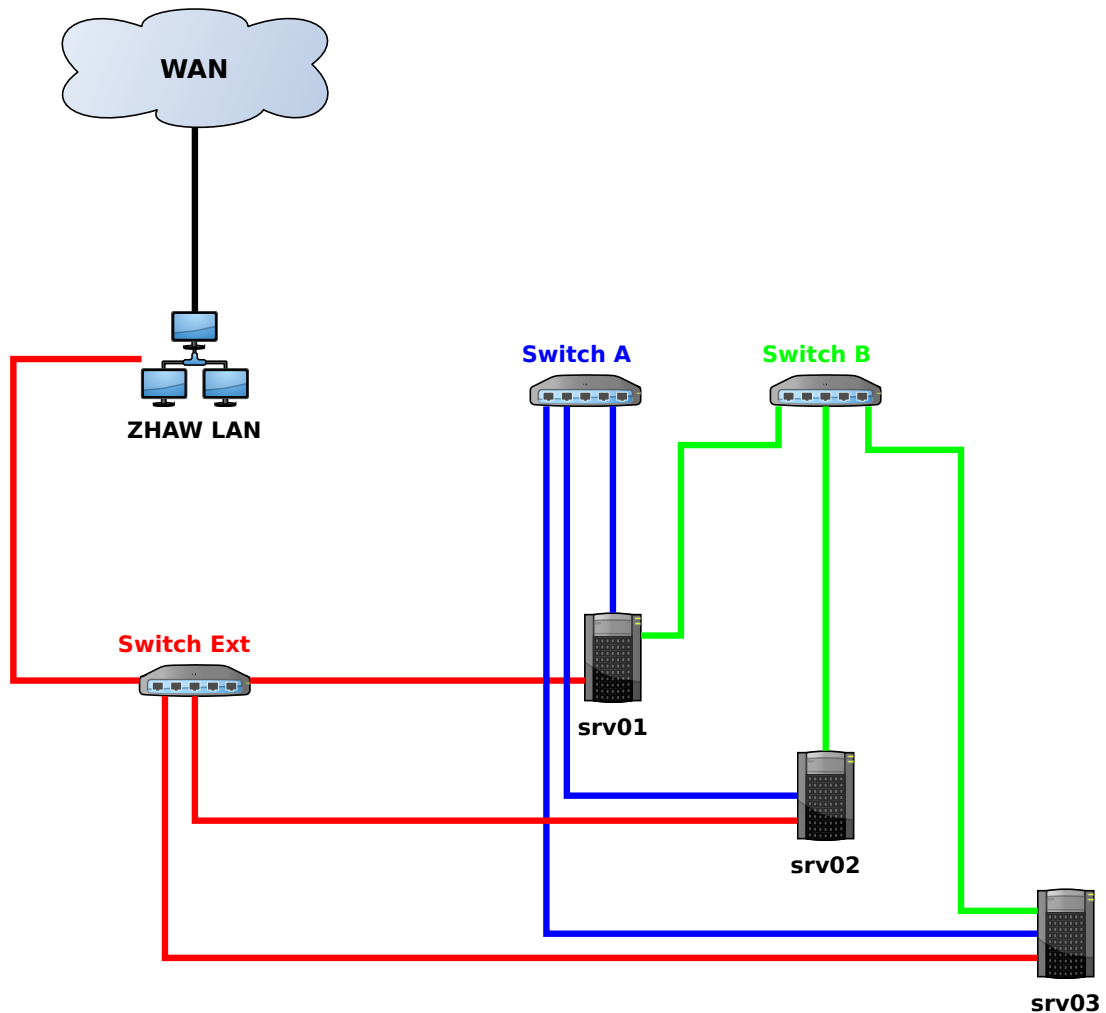 WAN
ZHAW LAN
Switch A
Switch B
Switch Ext
srv01
srv02
srv03